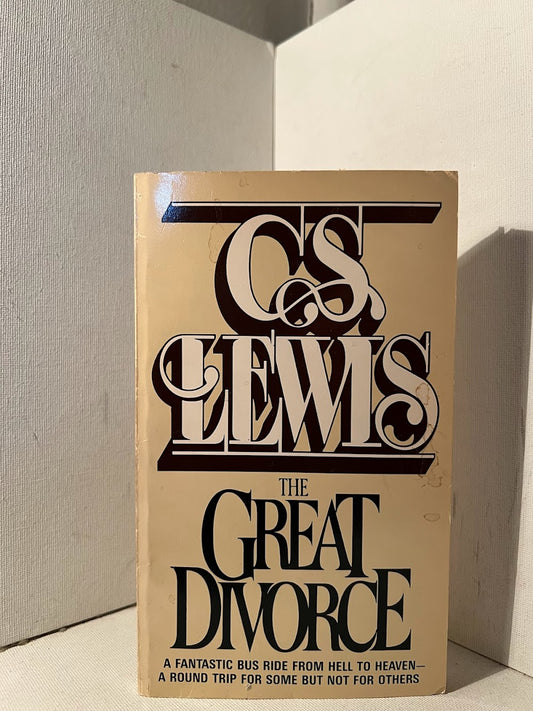 C.S.
LEWIS
THE
GREAT
DIVORCE
A FANTASTIC BUS RIDE FROM HELL TO HEAVEN—
A ROUND TRIP FOR SOME BUT NOT FOR OTHERS